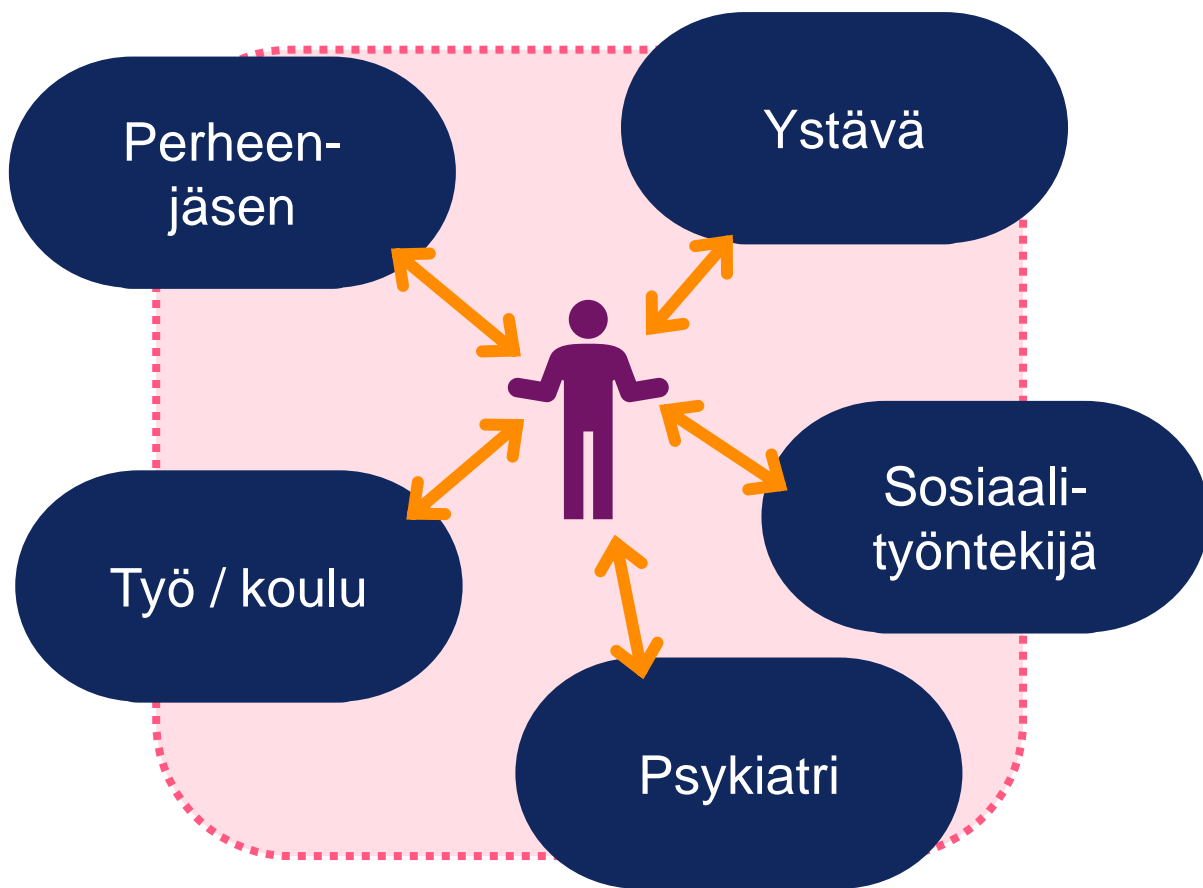 Perheen-
jäsen
Ystävä
Sosiaali-
työntekijä
Työ / koulu
Psykiatri